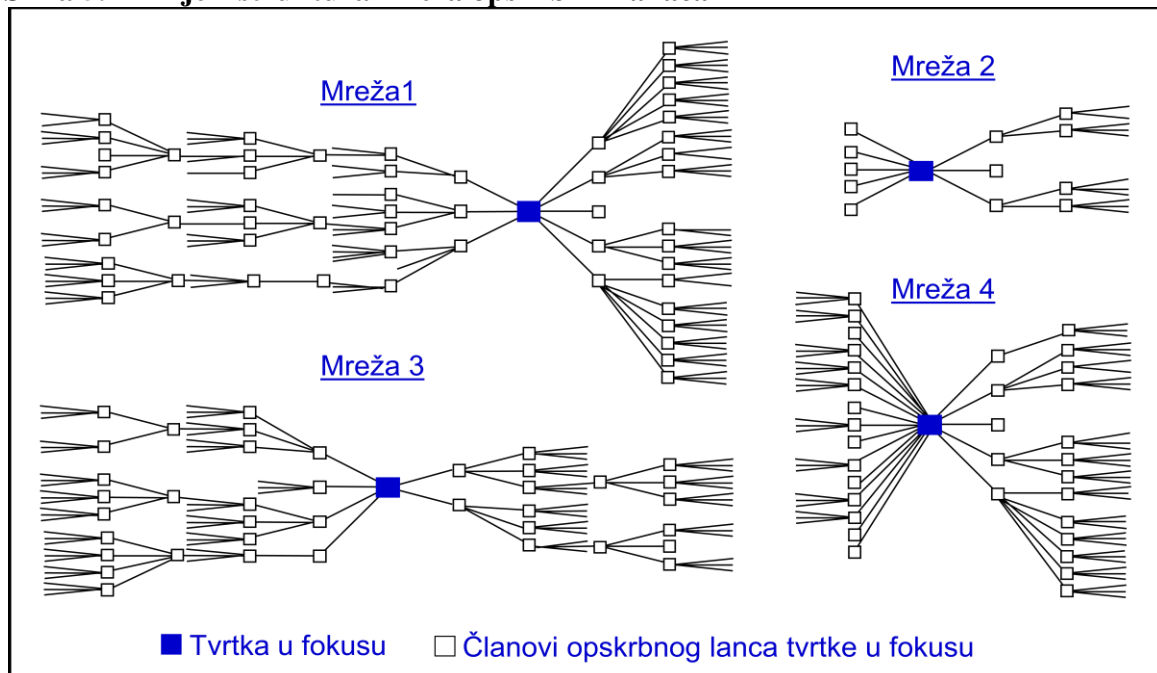 Mreža1
Mreža 2
Mreža 3
Mreža 4
Tvrtka u fokusu
Članovi opskrbnog lanca tvrtke u fokusu